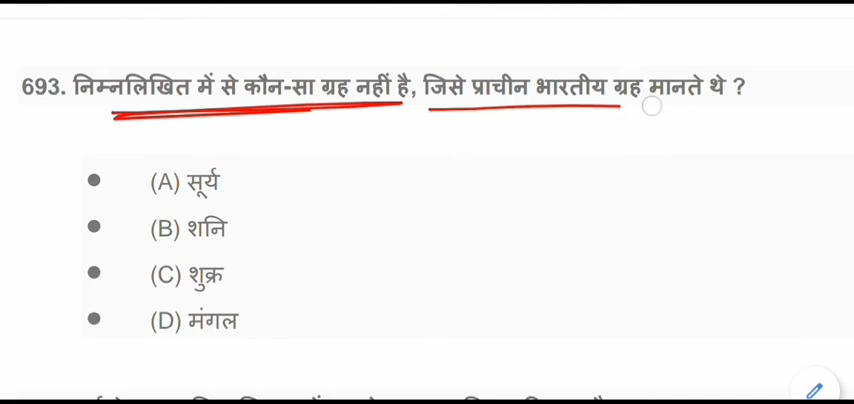 693. निम्नलिखित में से कौन-सा ग्रह नहीं है, जिसे प्राचीन भारतीय ग्रह मानते थे ?
(A) सूर्य
(B) शनि
(C) शुक्र
(D) मंगल